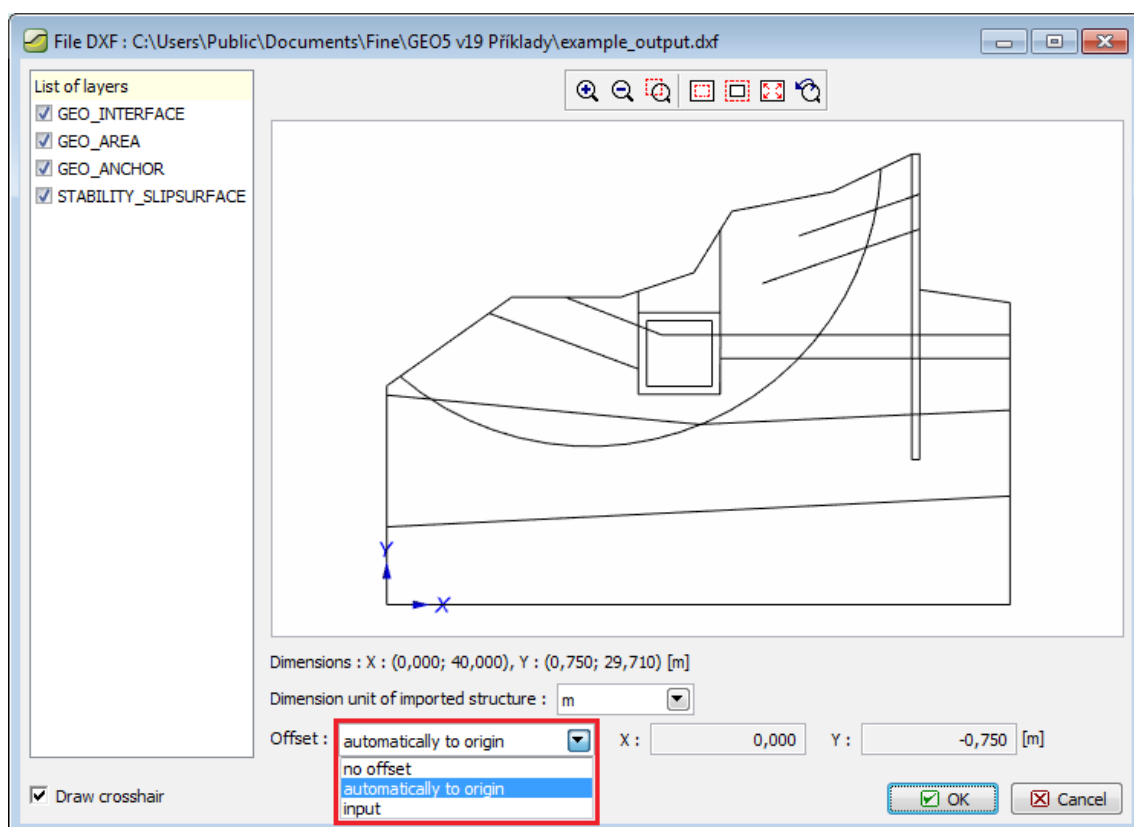 File DXF : C:\Users\Public\Documents\Fine\GEO5 v19 Příklady\example_output.dxf
List of layers
GEO_INTERFACE
GEO_AREA
GEO_ANCHOR
STABILITY_SLIPSURFACE
Y
X
Dimensions : X : (0,000; 40,000), Y : (0,750; 29,710) [m]
Dimension unit of imported structure : m
Offset : automatically to origin X : 0,000 Y : -0,750 [m]
no offset
automatically to origin
input
Draw crosshair
OK
Cancel